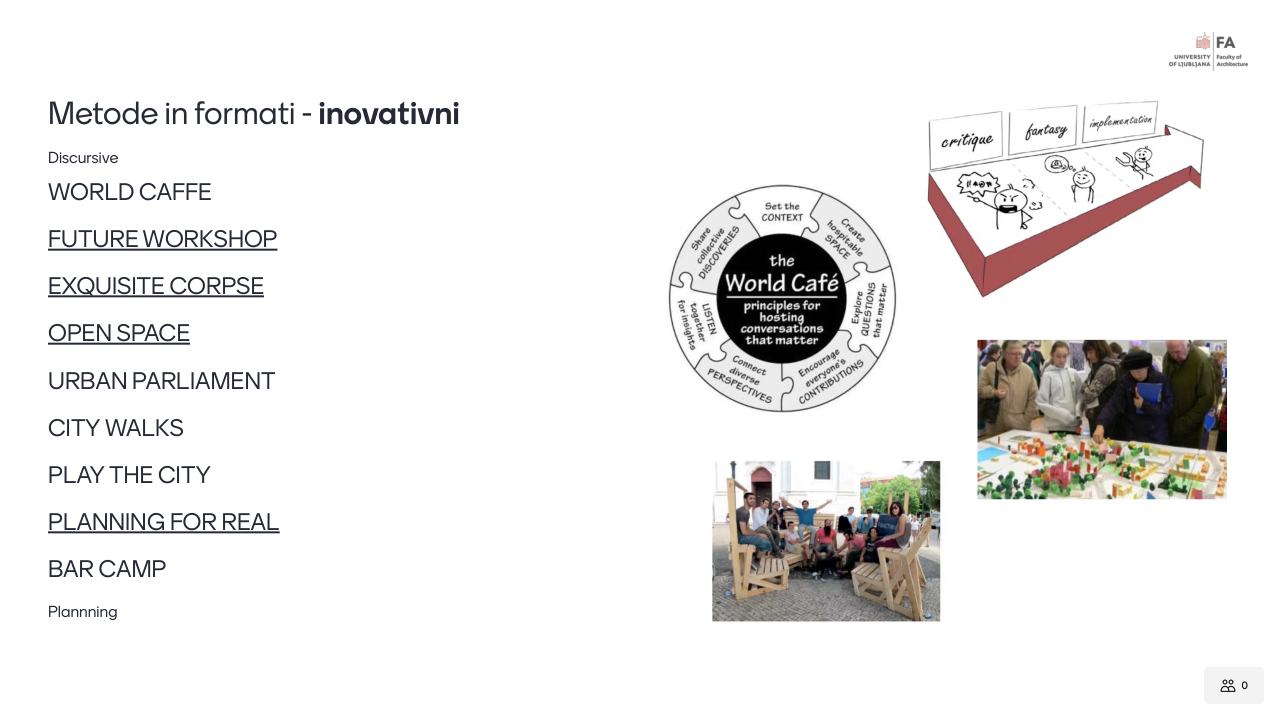 UNIVERSITY
OF LJUBLJANA
FA
Faculty of
Architecture
Metode in formati - inovativni
Discursive
WORLD CAFFE
FUTURE WORKSHOP
EXQUISITE CORPSE
OPEN SPACE
URBAN PARLIAMENT
CITY WALKS
PLAY THE CITY
PLANNING FOR REAL
BAR CAMP
Plannning
critique
fantasy
implementation
Set the
CONTEXT
Create
hospitable
SPACE
Explore
QUESTIONS
that matter
Encourage
everyone's
CONTRIBUTIONS
Connect
diverse
PERSPECTIVES
LISTEN
together
for insights
Share
collective
DISCOVERIES
the
World Café
principles for
hosting
conversations
that matter
0